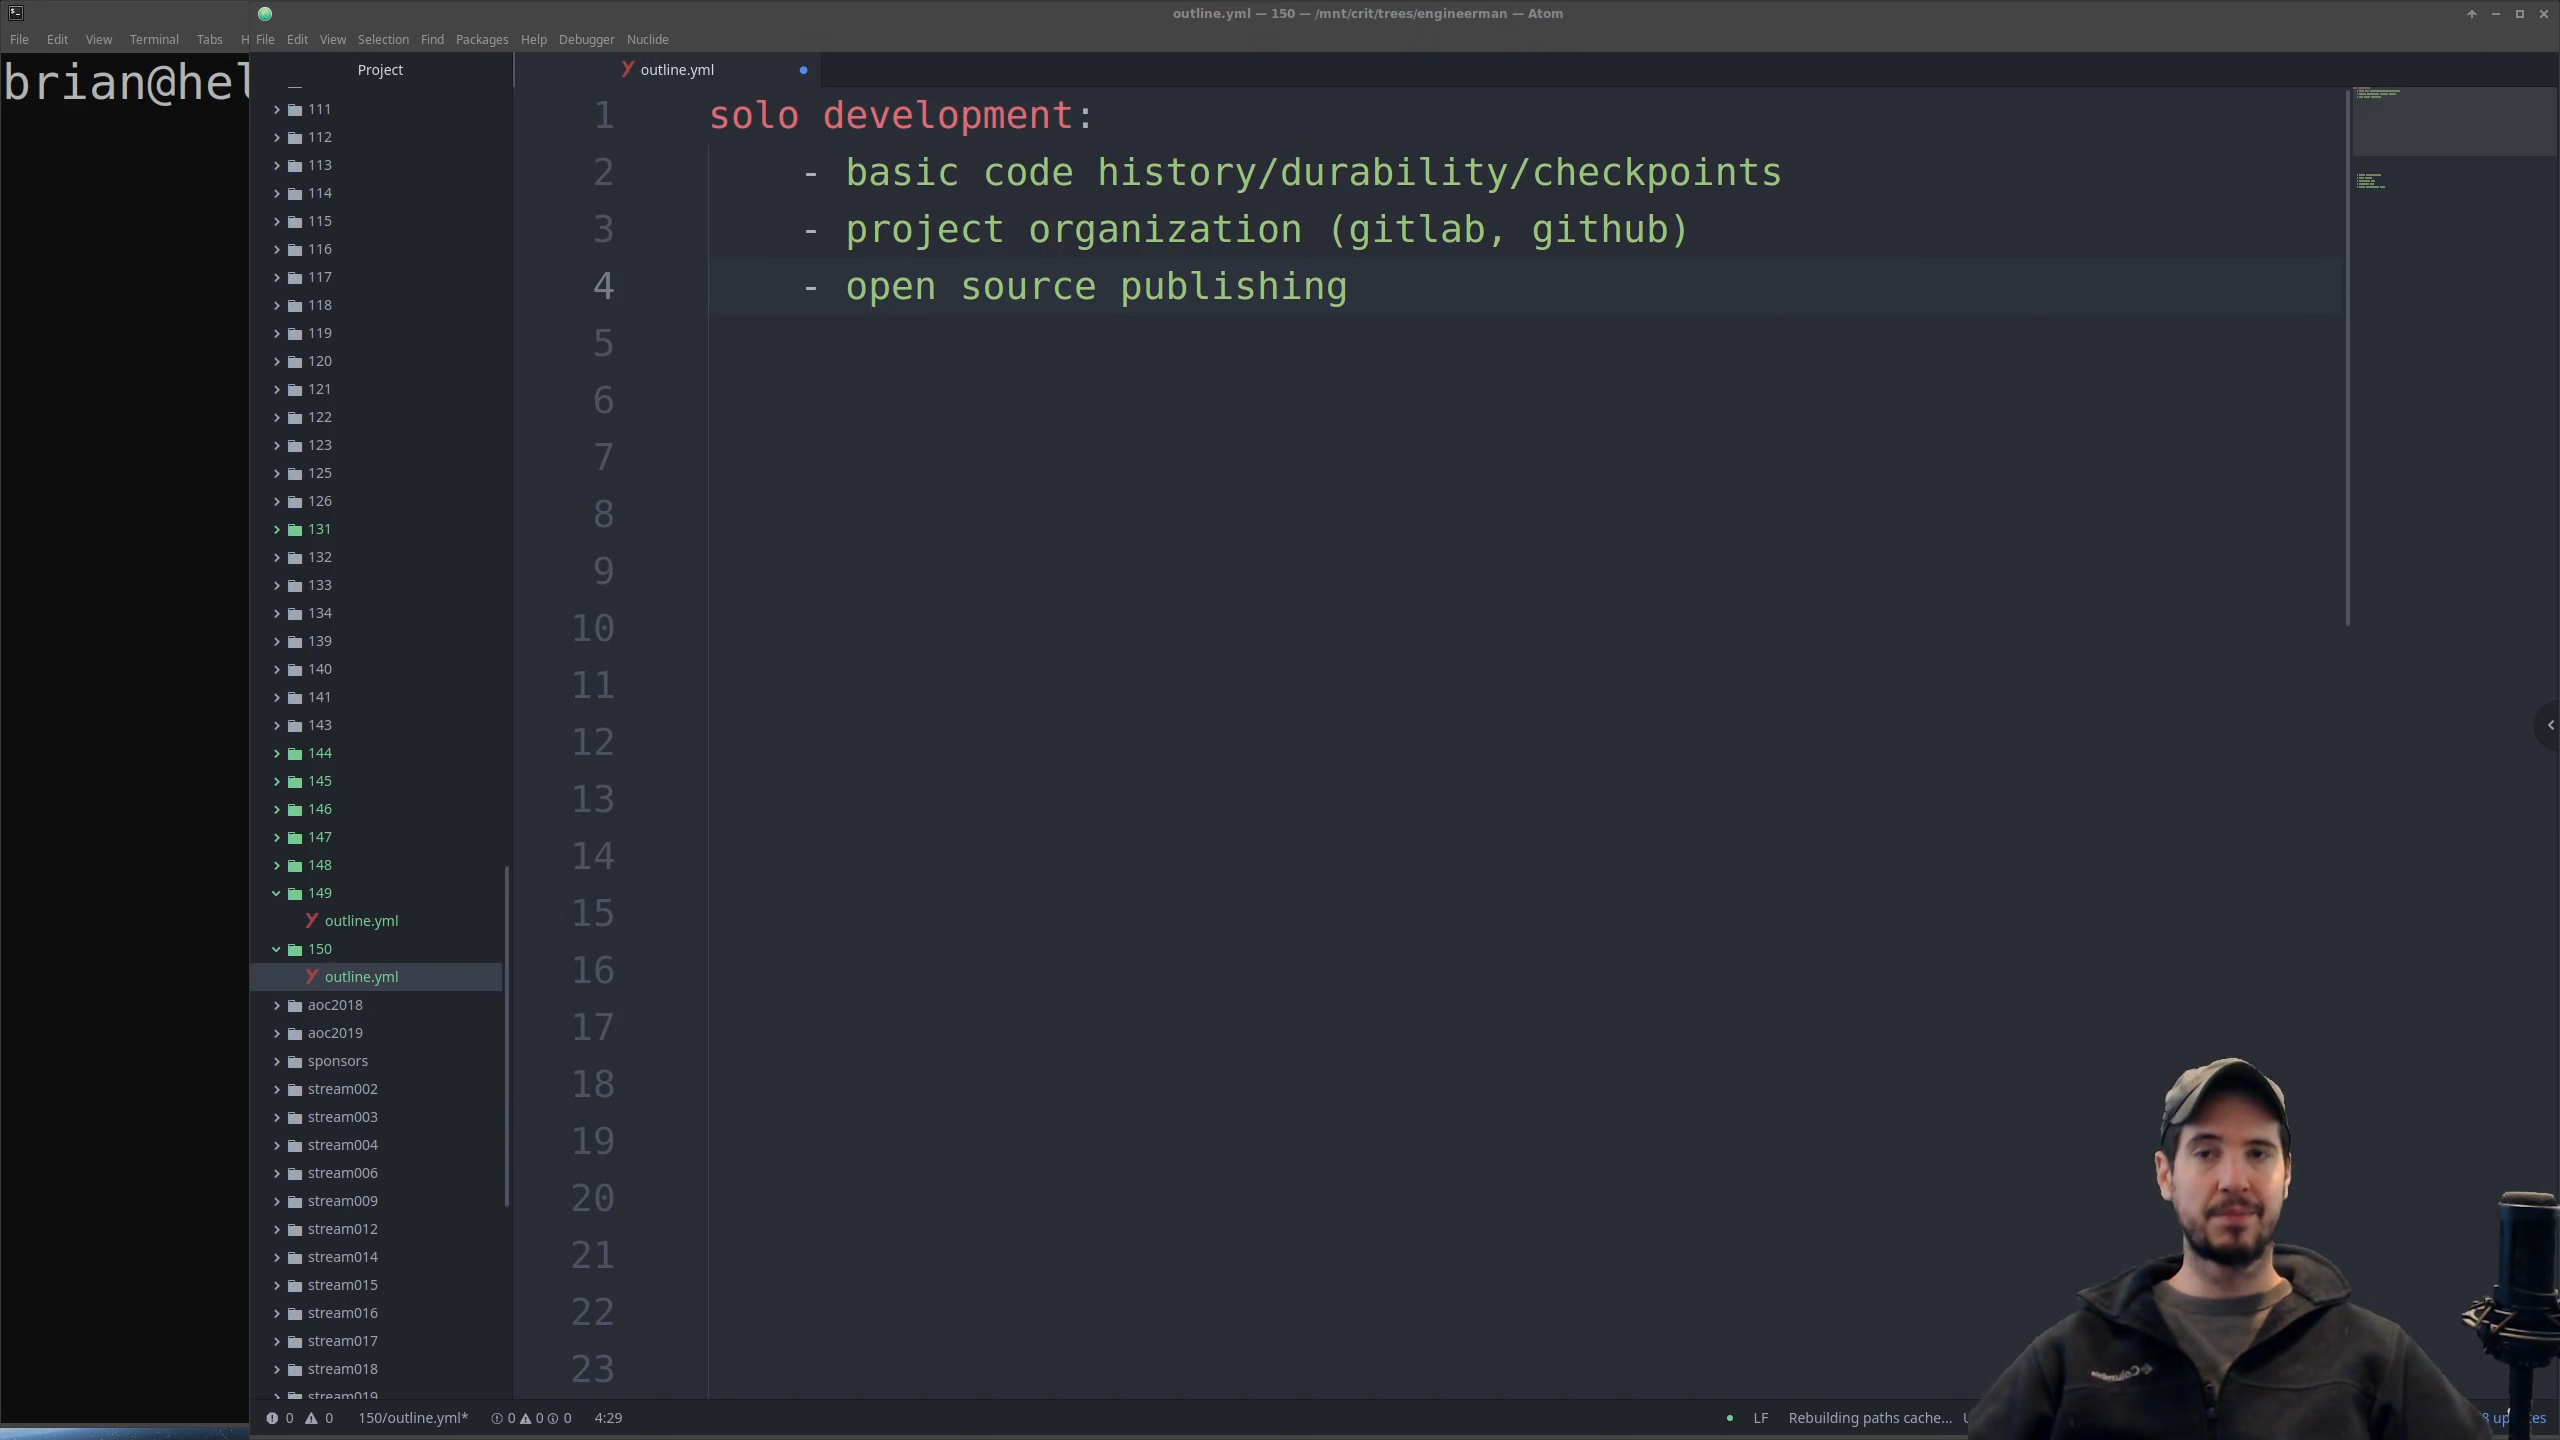 outline.yml — 150 — /mnt/crit/trees/engineerman — Atom
File Edit View Terminal Tabs
File Edit View Selection Find Packages Help Debugger Nuclide
brian@hel
Project
outline.yml
111
112
113
114
115
116
117
118
119
120
121
122
123
125
126
131
132
133
134
139
140
141
143
144
145
146
147
148
149
outline.yml
150
outline.yml
aoc2018
aoc2019
sponsors
stream002
stream003
stream004
stream006
stream009
stream012
stream014
stream015
stream016
stream017
stream018
stream019
1 solo development:
2 - basic code history/durability/checkpoints
3 - project organization (gitlab, github)
4 - open source publishing
5
6
7
8
9
10
11
12
13
14
15
16
17
18
19
20
21
22
23
0 0 150/outline.yml* 0 0 0 4:29
LF Rebuilding paths cache...
Columbia